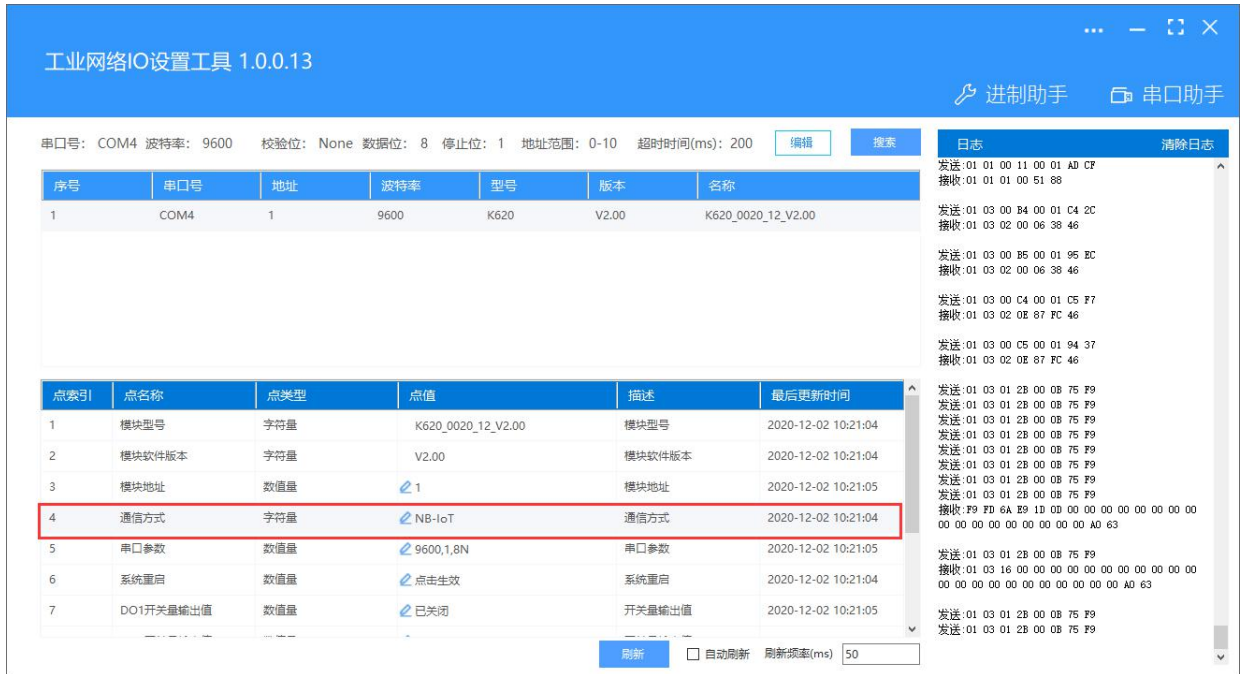 工业网络IO设置工具 1.0.0.13
进制助手 串口助手
串口号: COM4 波特率: 9600 校验位: None 数据位: 8 停止位: 1 地址范围: 0-10 超时时间(ms): 200 编辑 搜索
序号 串口号 地址 波特率 型号 版本 名称
1 COM4 1 9600 K620 V2.00 K620_0020_12_V2.00
点索引 点名称 点类型 点值 描述 最后更新时间
1 模块型号 字符量 K620_0020_12_V2.00 模块型号 2020-12-02 10:21:04
2 模块软件版本 字符量 V2.00 模块软件版本 2020-12-02 10:21:04
3 模块地址 数值量 1 模块地址 2020-12-02 10:21:05
4 通信方式 字符量 NB-IoT 通信方式 2020-12-02 10:21:04
5 串口参数 数值量 9600,1,8N 串口参数 2020-12-02 10:21:05
6 系统重启 数值量 点击生效 系统重启 2020-12-02 10:21:04
7 DO1开关量输出值 数值量 已关闭 开关量输出值 2020-12-02 10:21:05
刷新 自动刷新 刷新频率(ms) 50
日志 清除日志
发送:01 01 00 11 00 01 AD CF
接收:01 01 01 00 51 88
发送:01 03 00 B4 00 01 C4 2C
接收:01 03 02 00 06 38 46
发送:01 03 00 B5 00 01 95 EC
接收:01 03 02 00 06 38 46
发送:01 03 00 C4 00 01 C5 F7
接收:01 03 02 0E 87 FC 46
发送:01 03 00 C5 00 01 94 37
接收:01 03 02 0E 87 FC 46
发送:01 03 01 2B 00 0B 75 F9
发送:01 03 01 2B 00 0B 75 F9
发送:01 03 01 2B 00 0B 75 F9
发送:01 03 01 2B 00 0B 75 F9
发送:01 03 01 2B 00 0B 75 F9
发送:01 03 01 2B 00 0B 75 F9
发送:01 03 01 2B 00 0B 75 F9
发送:01 03 01 2B 00 0B 75 F9
接收:F9 FD 6A E9 1D 0D 00 00 00 00 00 00 00 00
00 00 00 00 00 00 00 00 00 A0 63
发送:01 03 01 2B 00 0B 75 F9
接收:01 03 16 00 00 00 00 00 00 00 00 00 00 00
00 00 00 00 00 00 00 00 00 00 00 A0 63
发送:01 03 01 2B 00 0B 75 F9
发送:01 03 01 2B 00 0B 75 F9